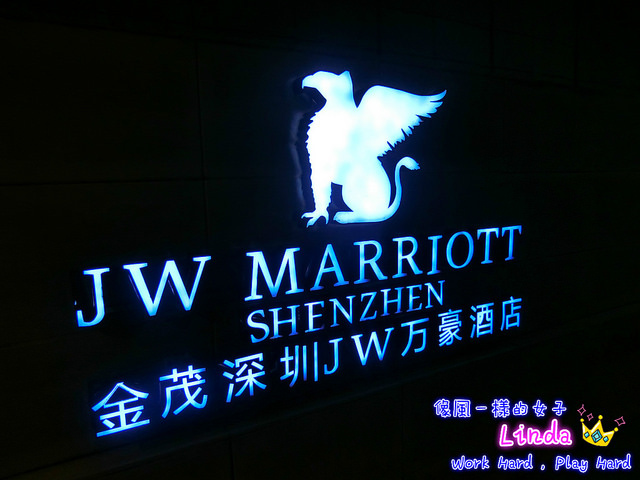 JW MARRIOTT
SHENZHEN
金茂深圳JW万豪酒店
像風一樣的女子
Linda
Work Hard , Play Hard